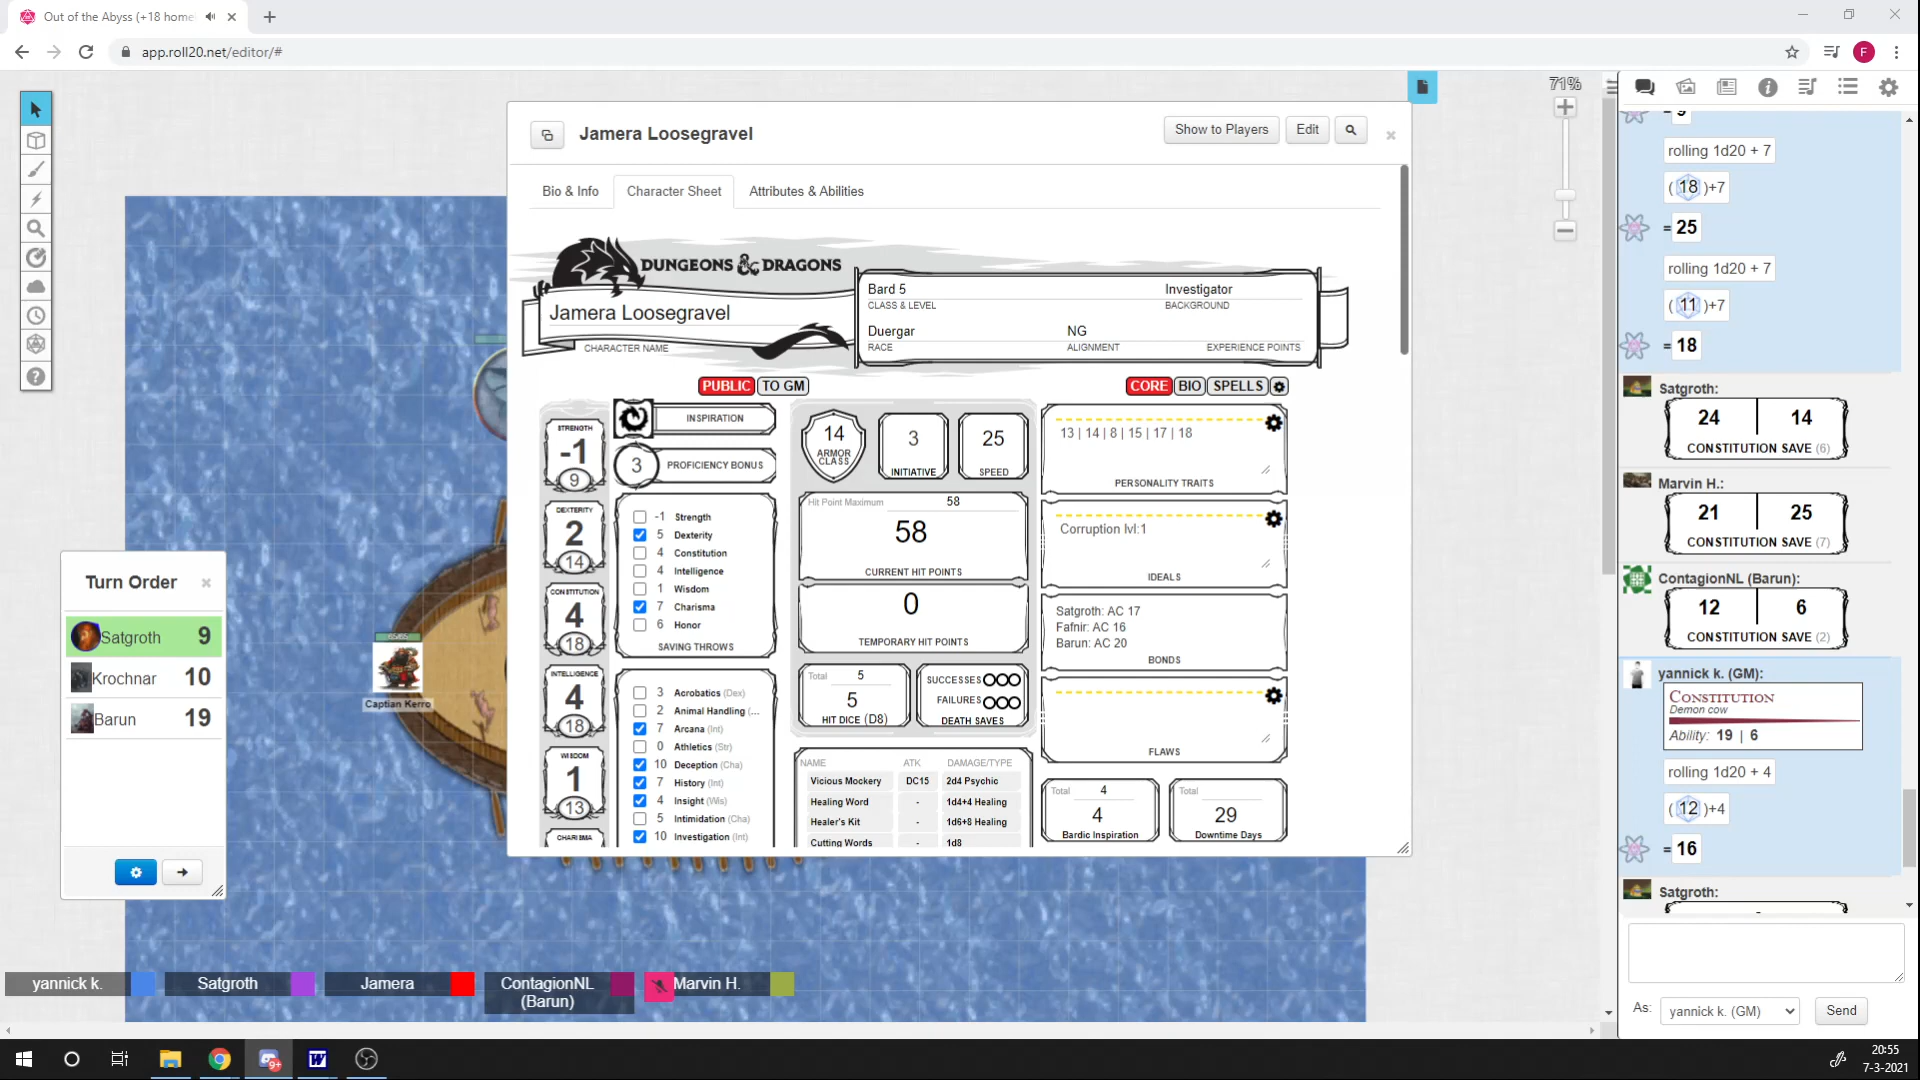 Out of the Abyss (+18 home
app.roll20.net/editor/#
F
71%
Jamera Loosegravel
Show to Players
Edit
Bio & Info
Character Sheet
Attributes & Abilities
DUNGEONS & DRAGONS
Jamera Loosegravel
CHARACTER NAME
Bard 5
CLASS & LEVEL
Investigator
BACKGROUND
Duergar
RACE
NG
ALIGNMENT
EXPERIENCE POINTS
PUBLIC
TO GM
CORE
BIO
SPELLS
STRENGTH
-1
9
DEXTERITY
2
14
CONSTITUTION
4
18
INTELLIGENCE
4
18
WISDOM
1
13
CHARISMA
INSPIRATION
3
PROFICIENCY BONUS
-1 Strength
5 Dexterity
4 Constitution
4 Intelligence
1 Wisdom
7 Charisma
6 Honor
SAVING THROWS
3 Acrobatics (Dex)
2 Animal Handling (...
7 Arcana (Int)
0 Athletics (Str)
10 Deception (Cha)
7 History (Int)
4 Insight (Wis)
5 Intimidation (Cha)
10 Investigation (Int)
14
ARMOR
CLASS
3
INITIATIVE
25
SPEED
Hit Point Maximum 58
58
CURRENT HIT POINTS
0
TEMPORARY HIT POINTS
Total 5
5
HIT DICE (D8)
SUCCESSES
FAILURES
DEATH SAVES
NAME ATK DAMAGE/TYPE
Vicious Mockery DC15 2d4 Psychic
Healing Word - 1d4+4 Healing
Healer's Kit - 1d6+8 Healing
Cutting Words - 1d8
13 | 14 | 8 | 15 | 17 | 18
PERSONALITY TRAITS
Corruption lvl:1
IDEALS
Satgroth: AC 17
Fafnir: AC 16
Barun: AC 20
BONDS
FLAWS
Total 4
4
Bardic Inspiration
Total
29
Downtime Days
Turn Order
Satgroth 9
Krochnar 10
Barun 19
65/65
Captian Kerro
yannick k.
Satgroth
Jamera
ContagionNL
(Barun)
Marvin H.
= 9
rolling 1d20 + 7
(18)+7
= 25
rolling 1d20 + 7
(11)+7
= 18
Satgroth:
24 | 14
CONSTITUTION SAVE (6)
Marvin H.:
21 | 25
CONSTITUTION SAVE (7)
ContagionNL (Barun):
12 | 6
CONSTITUTION SAVE (2)
yannick k. (GM):
CONSTITUTION
Demon cow
Ability: 19 | 6
rolling 1d20 + 4
(12)+4
= 16
Satgroth:
As:
yannick k. (GM)
Send
9+
20:55
7-3-2021